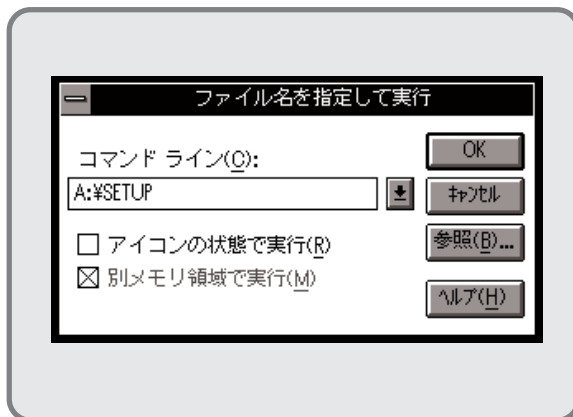 ファイル名を指定して実行
コマンド ライン(C):
A:¥SETUP
アイコンの状態で実行(R)
別メモリ領域で実行(M)
OK
ｷｬﾝｾﾙ
参照(B)...
ﾍﾙﾌﾟ(H)